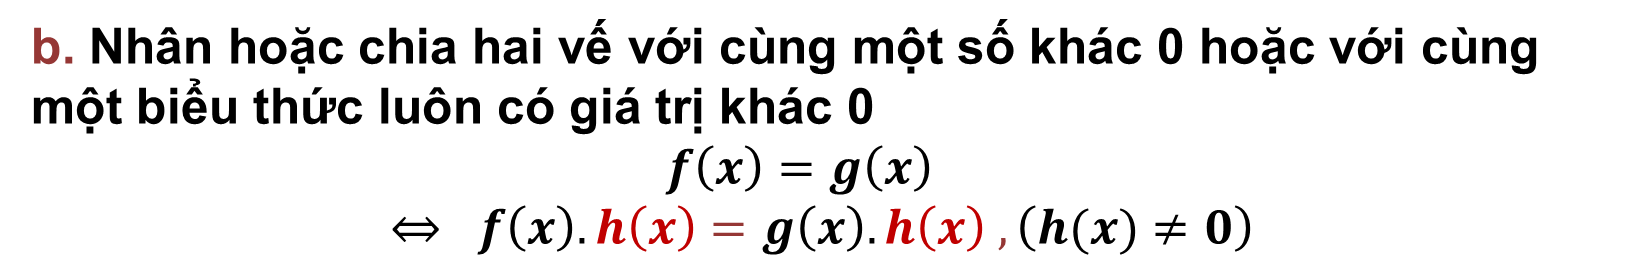 b. Nhân hoặc chia hai vế với cùng một số khác 0 hoặc với cùng
một biểu thức luôn có giá trị khác 0
f(x) = g(x)
⇔ f(x).h(x) = g(x).h(x) , (h(x) ≠ 0)